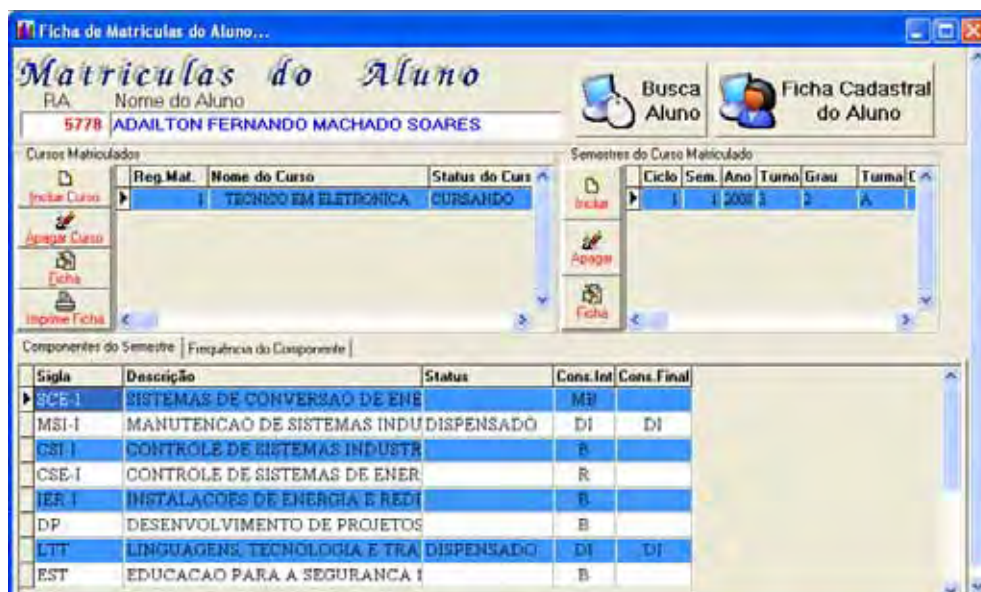 Ficha de Matriculas do Aluno...
Matriculas do Aluno
RA Nome do Aluno
5778 ADAILTON FERNANDO MACHADO SOARES
Busca Aluno
Ficha Cadastral do Aluno
Cursos Matriculados
Incluir Curso
Apagar Curso
Ficha
Imprime Ficha
Reg.Mat. Nome do Curso Status do Curs
1 TECNICO EM ELETRONICA CURSANDO
Semestres do Curso Matriculado
Incluir
Apagar
Ficha
Ciclo Sem. Ano Turno Grau Turma
1 1 2008 3 2 A
Componentes do Semestre Frequência do Componente
Sigla Descrição Status Cons.Int Cons.Final
SCE-I SISTEMAS DE CONVERSAO DE ENE MB
MSI-I MANUTENCAO DE SISTEMAS INDU DISPENSADO DI DI
CSI-I CONTROLE DE SISTEMAS INDUSTR B
CSE-I CONTROLE DE SISTEMAS DE ENER R
IER-I INSTALACOES DE ENERGIA E REDE B
DP DESENVOLVIMENTO DE PROJETOS B
LTT LINGUAGENS, TECNOLOGIA E TRA DISPENSADO DI DI
EST EDUCACAO PARA A SEGURANCA B